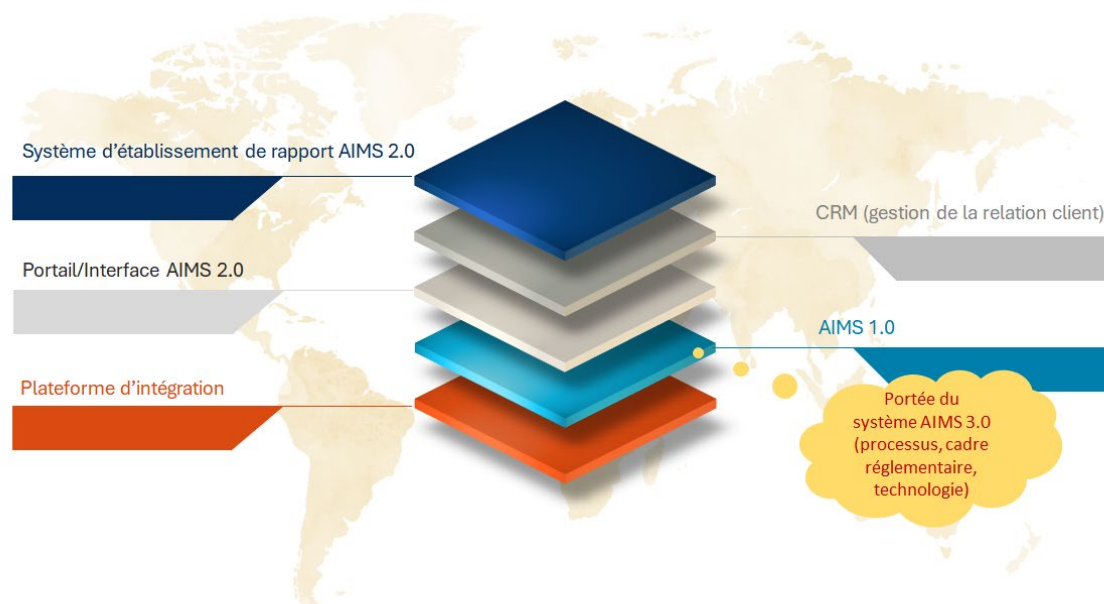 Système d’établissement de rapport AIMS 2.0
CRM (gestion de la relation client)
Portail/Interface AIMS 2.0
AIMS 1.0
Plateforme d’intégration
Portée du
système AIMS 3.0
(processus, cadre
réglementaire,
technologie)